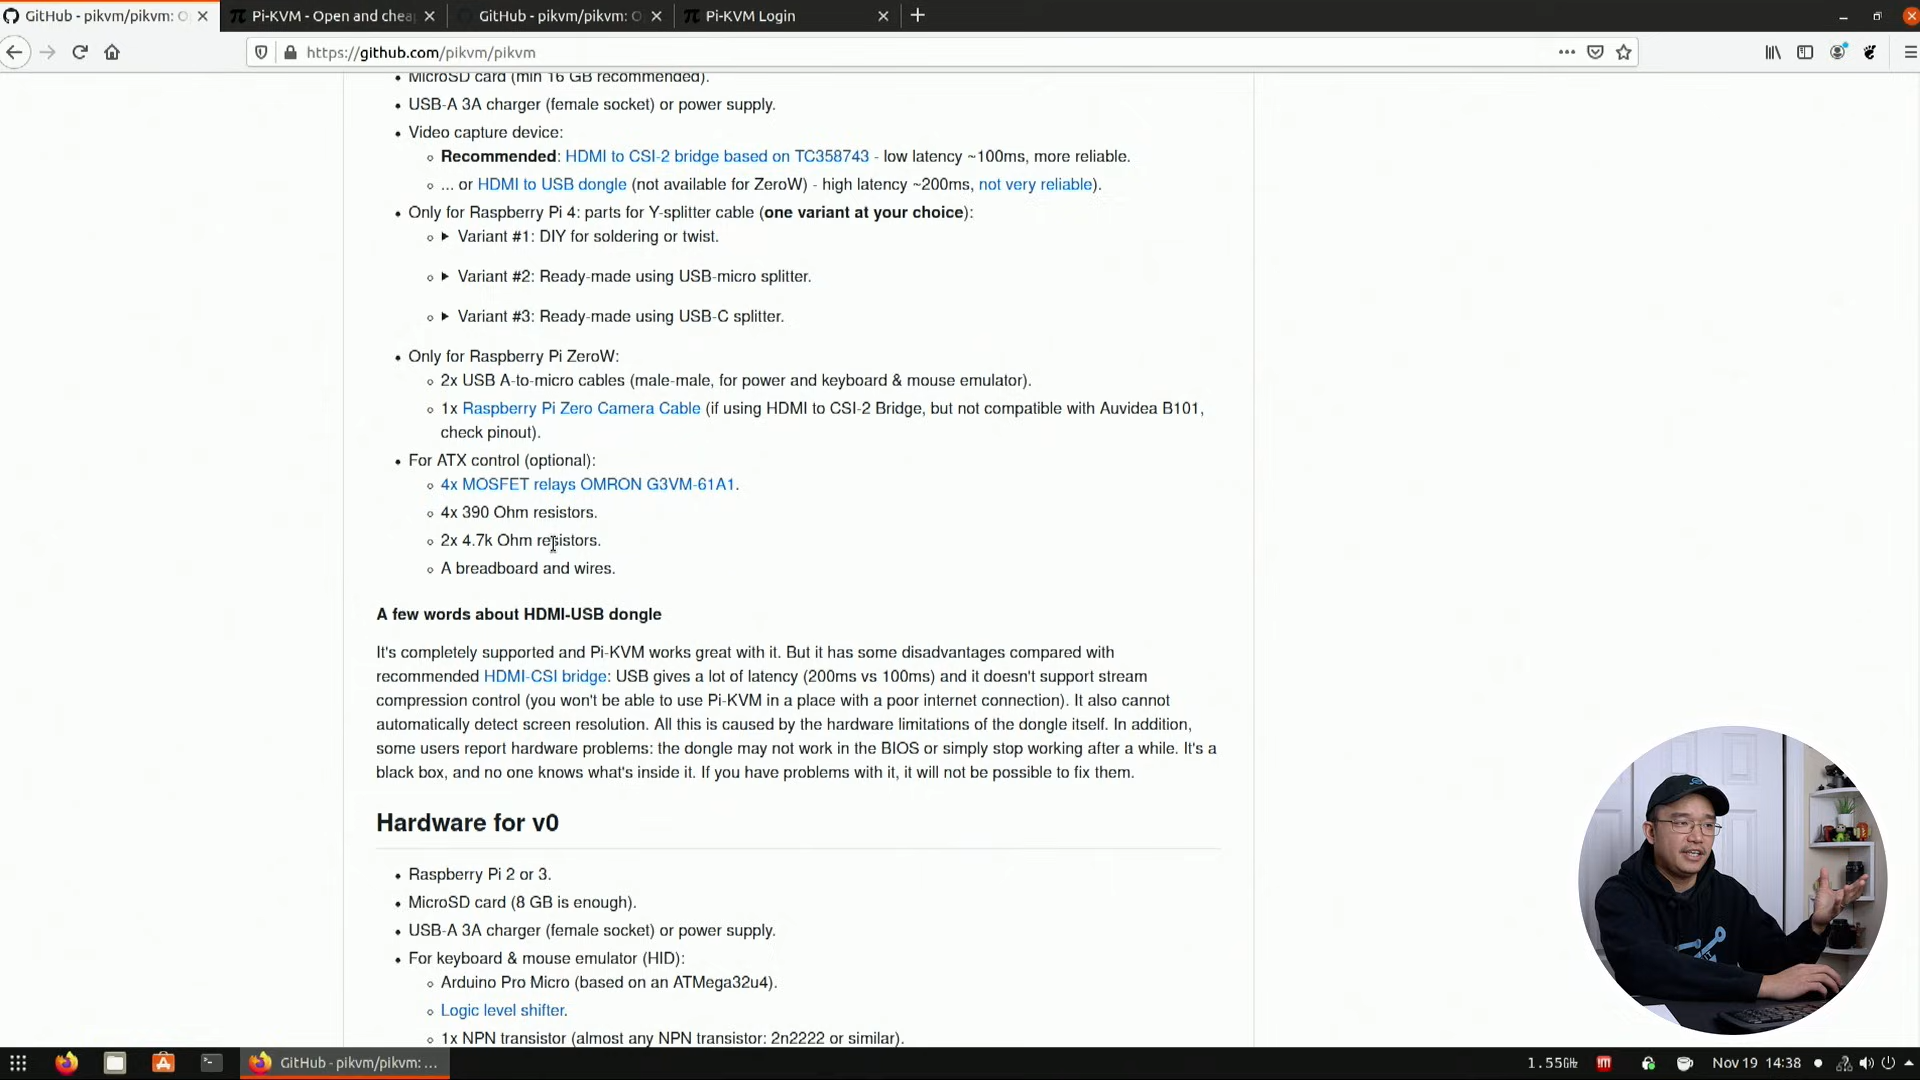 GitHub - pikvm/pikvm: O
Pi-KVM - Open and chea
GitHub - pikvm/pikvm: O
Pi-KVM Login
https://github.com/pikvm/pikvm
MicroSD card (min 16 GB recommended).
USB-A 3A charger (female socket) or power supply.
Video capture device:
Recommended: HDMI to CSI-2 bridge based on TC358743 - low latency ~100ms, more reliable.
... or HDMI to USB dongle (not available for ZeroW) - high latency ~200ms, not very reliable).
Only for Raspberry Pi 4: parts for Y-splitter cable (one variant at your choice):
Variant #1: DIY for soldering or twist.
Variant #2: Ready-made using USB-micro splitter.
Variant #3: Ready-made using USB-C splitter.
Only for Raspberry Pi ZeroW:
2x USB A-to-micro cables (male-male, for power and keyboard & mouse emulator).
1x Raspberry Pi Zero Camera Cable (if using HDMI to CSI-2 Bridge, but not compatible with Auvidea B101,
check pinout).
For ATX control (optional):
4x MOSFET relays OMRON G3VM-61A1.
4x 390 Ohm resistors.
2x 4.7k Ohm resistors.
A breadboard and wires.
A few words about HDMI-USB dongle
It's completely supported and Pi-KVM works great with it. But it has some disadvantages compared with
recommended HDMI-CSI bridge: USB gives a lot of latency (200ms vs 100ms) and it doesn't support stream
compression control (you won't be able to use Pi-KVM in a place with a poor internet connection). It also cannot
automatically detect screen resolution. All this is caused by the hardware limitations of the dongle itself. In addition,
some users report hardware problems: the dongle may not work in the BIOS or simply stop working after a while. It's a
black box, and no one knows what's inside it. If you have problems with it, it will not be possible to fix them.
Hardware for v0
Raspberry Pi 2 or 3.
MicroSD card (8 GB is enough).
USB-A 3A charger (female socket) or power supply.
For keyboard & mouse emulator (HID):
Arduino Pro Micro (based on an ATMega32u4).
Logic level shifter.
1x NPN transistor (almost any NPN transistor: 2n2222 or similar).
GitHub - pikvm/pikvm: ...
1.55GHz
Nov 19 14:38